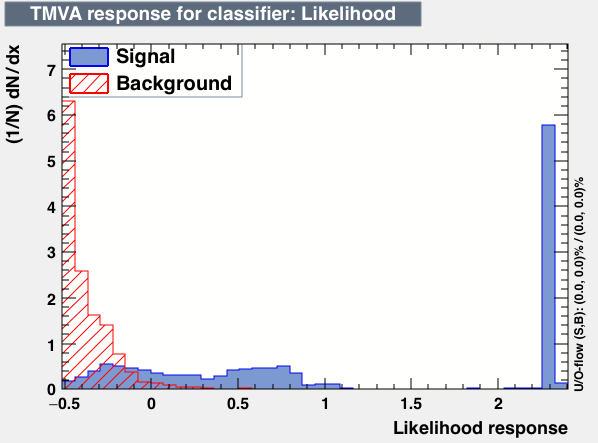 TMVA response for classifier: Likelihood
(1/N) dN/dx
Signal
Background
7
6
5
4
3
2
1
0
−0.5 0 0.5 1 1.5 2
Likelihood response
U/O-flow (S,B): (0.0, 0.0)% / (0.0, 0.0)%